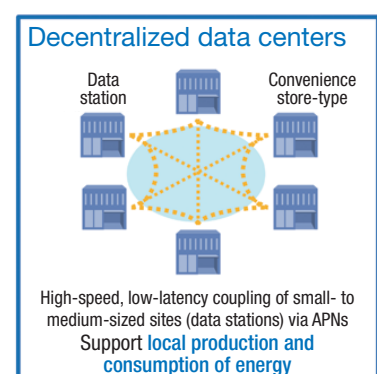 Decentralized data centers
Data
station
Convenience
store-type
High-speed, low-latency coupling of small- to
medium-sized sites (data stations) via APNs
Support local production and
consumption of energy